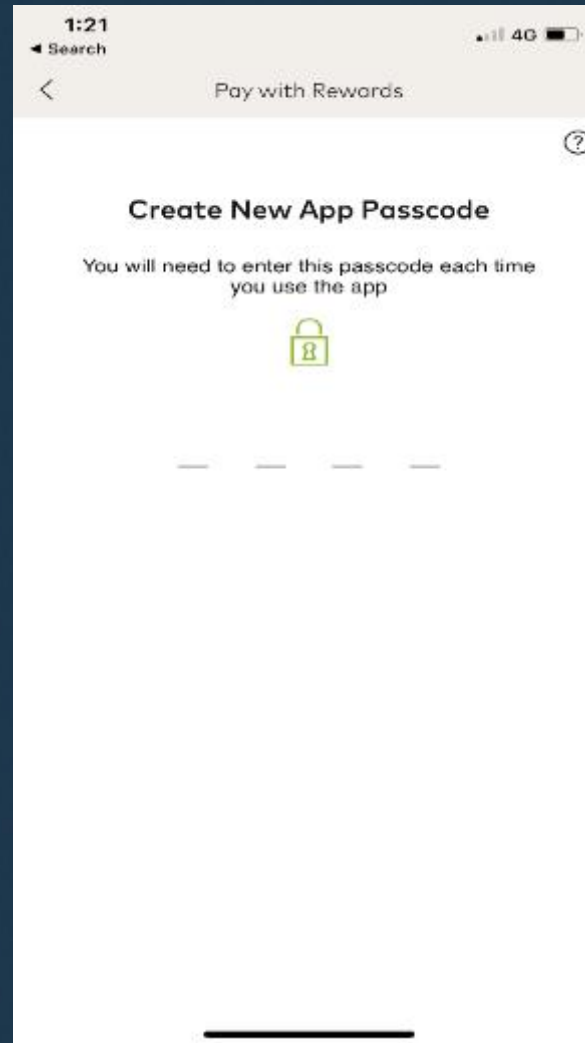 1:21
◀ Search
4G
Pay with Rewards
?
Create New App Passcode
You will need to enter this passcode each time
you use the app